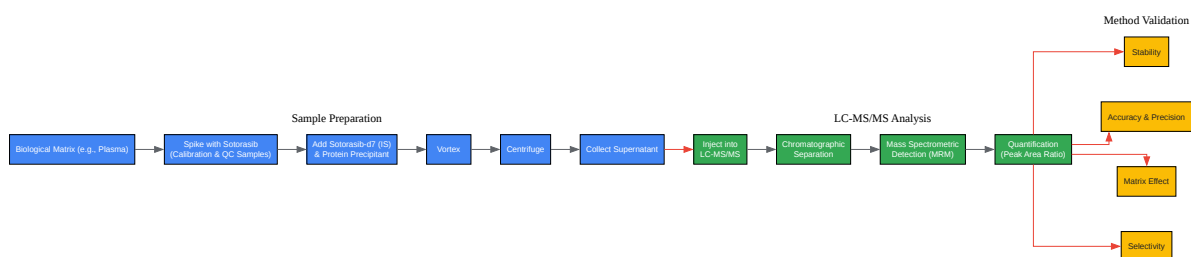 Method Validation
Stability
Sample Preparation
LC-MS/MS Analysis
Accuracy & Precision
Biological Matrix (e.g., Plasma)
Spike with Sotorasib
(Calibration & QC Samples)
Add Sotorasib-d7 (IS)
& Protein Precipitant
Vortex
Centrifuge
Collect Supernatant
Inject into
LC-MS/MS
Chromatographic
Separation
Mass Spectrometric
Detection (MRM)
Quantification
(Peak Area Ratio)
Matrix Effect
Selectivity